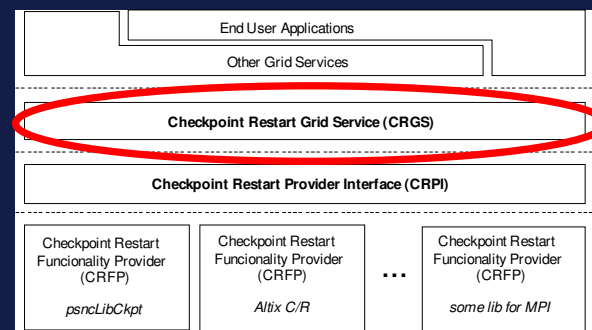 End User Applications
Other Grid Services
Checkpoint Restart Grid Service (CRGS)
Checkpoint Restart Provider Interface (CRPI)
Checkpoint Restart
Funcionality Provider
(CRFP)
psncLibCkpt
Checkpoint Restart
Funcionality Provider
(CRFP)
Altix C/R
...
Checkpoint Restart
Funcionality Provider
(CRFP)
some lib for MPI